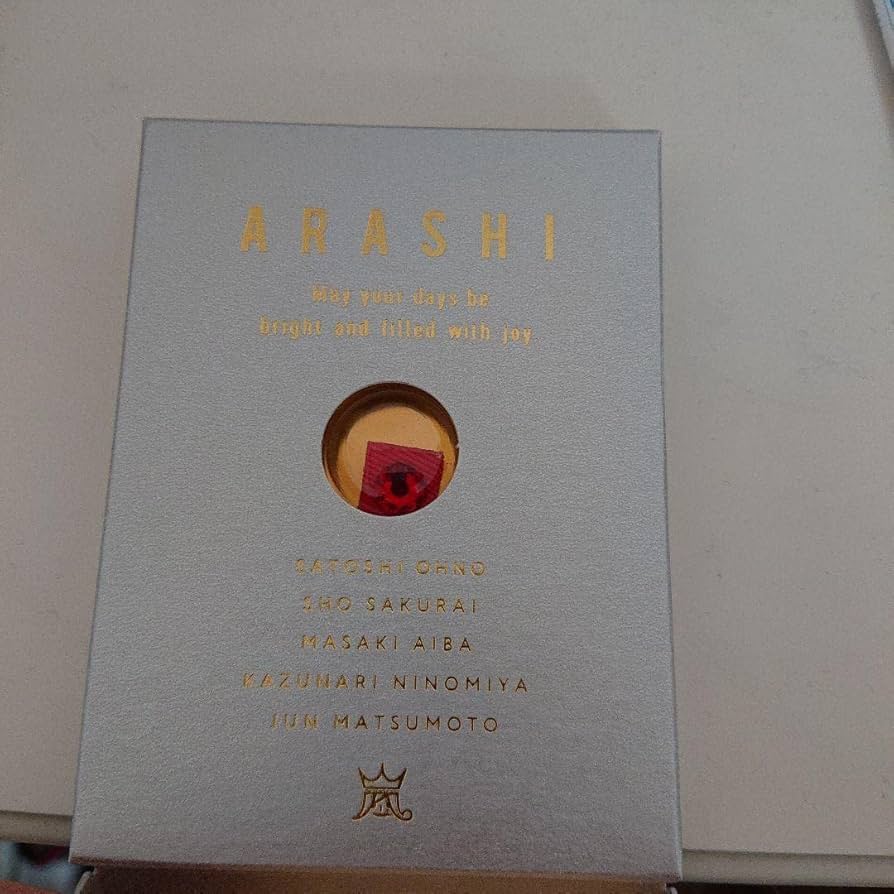 ARASHI
May your days be
bright and filled with joy
SATOSHI OHNO
SHO SAKURAI
MASAKI AIBA
KAZUNARI NINOMIYA
JUN MATSUMOTO